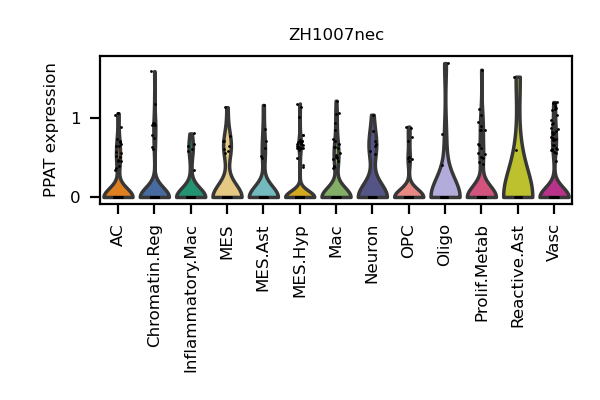 ZH1007nec
PPAT expression
1
0
AC
Chromatin.Reg
Inflammatory.Mac
MES
MES.Ast
MES.Hyp
Mac
Neuron
OPC
Oligo
Prolif.Metab
Reactive.Ast
Vasc